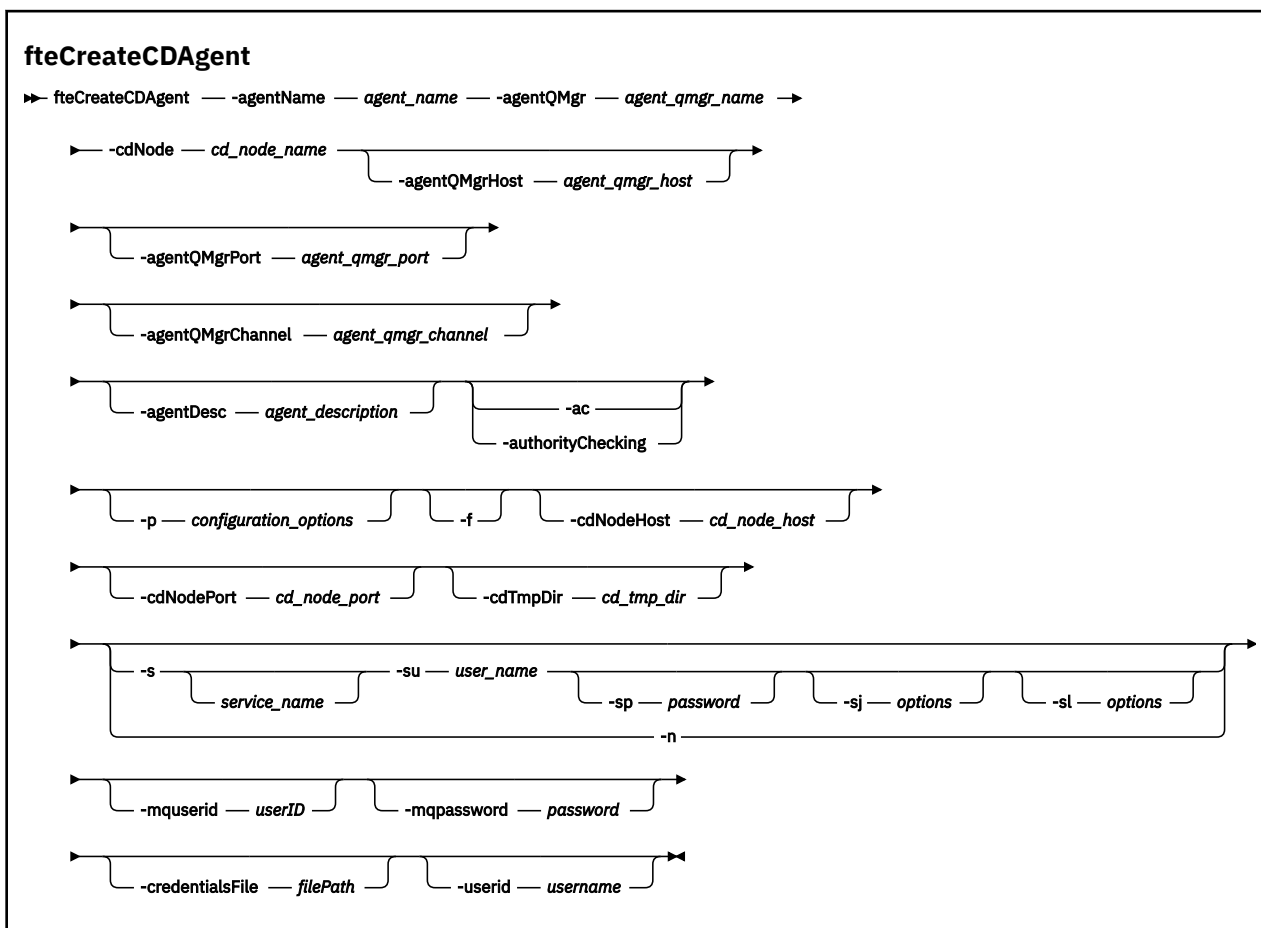 fteCreateCDAgent
fteCreateCDAgent -agentName agent_name -agentQMgr agent_qmgr_name
-cdNode cd_node_name
-agentQMgrHost agent_qmgr_host
-agentQMgrPort agent_qmgr_port
-agentQMgrChannel agent_qmgr_channel
-agentDesc agent_description -ac
-authorityChecking
-p configuration_options -f -cdNodeHost cd_node_host
-cdNodePort cd_node_port -cdTmpDir cd_tmp_dir
-s -su user_name
service_name -sp password -sj options -sl options
-n
-mquserid userID -mqpassword password
-credentialsFile filePath -userid username